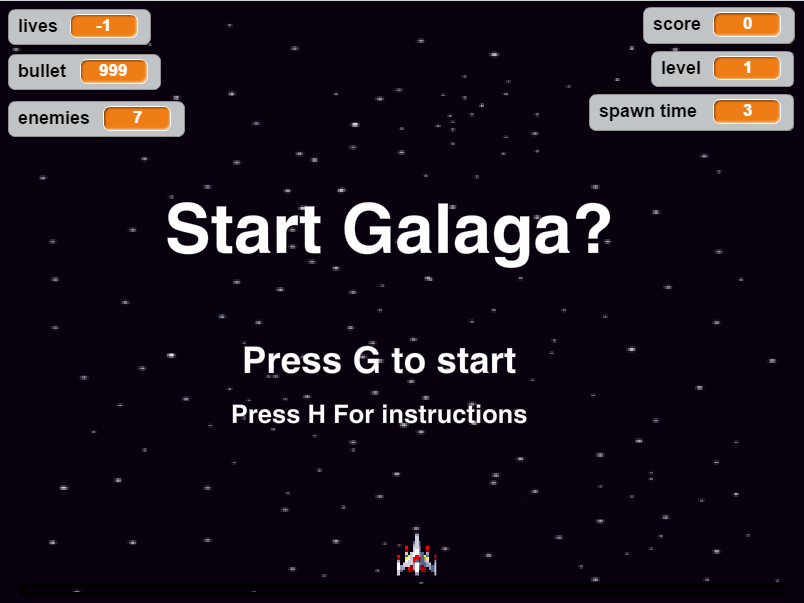 lives -1
score 0
bullet 999
level 1
enemies 7
spawn time 3
Start Galaga?
Press G to start
Press H For instructions